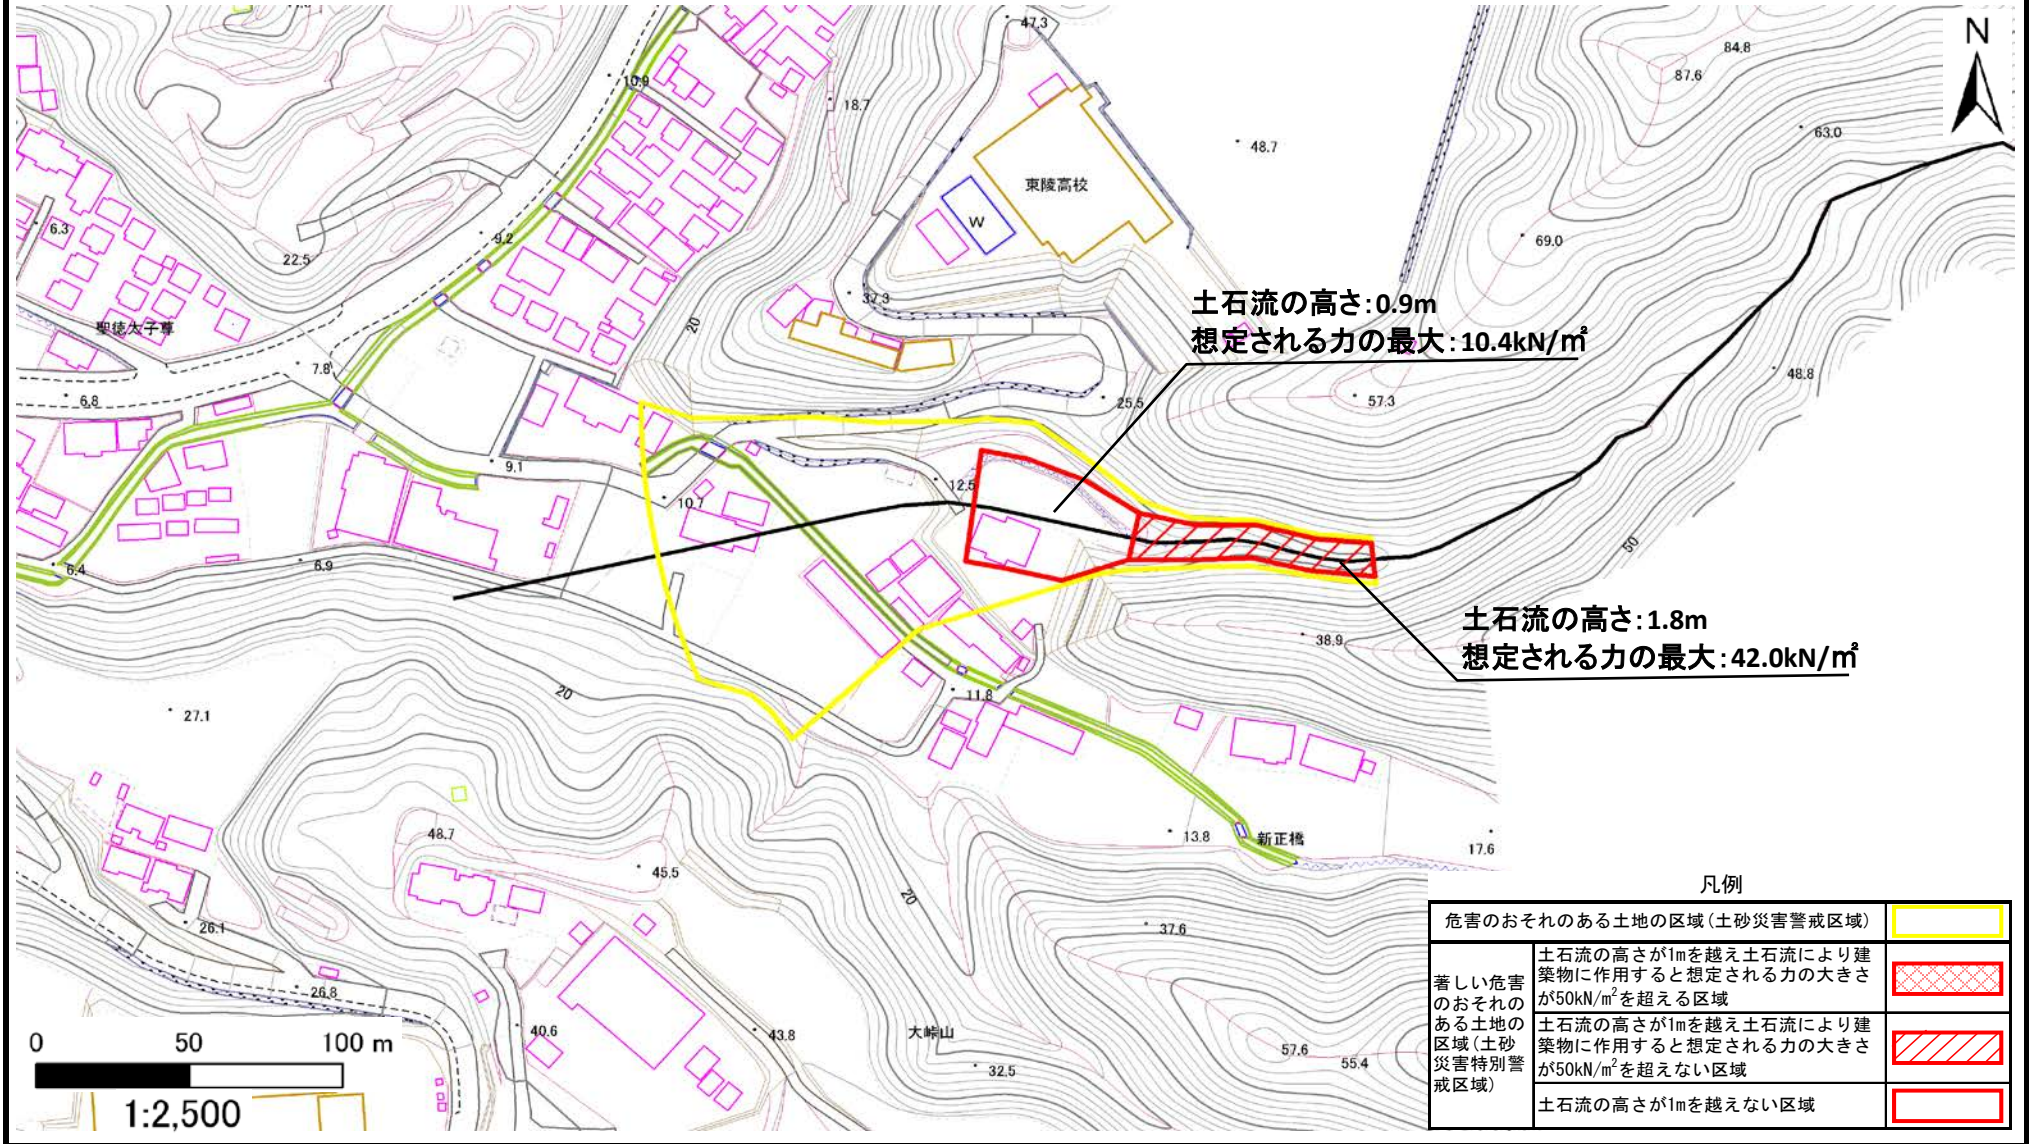 47.3
84.8
87.6
N
10.9
18.7
63.0
48.7
東陵高校
W
6.3
9.2
22.5
69.0
37.3
土石流の高さ:0.9m
想定される力の最大:10.4kN/㎡
聖徳太子尊
20
7.8
48.8
6.8
57.3
25.5
9.1
12.5
10.7
50
6.4
6.9
土石流の高さ:1.8m
想定される力の最大:42.0kN/㎡
38.9
20
11.8
27.1
48.7
13.8
新正橋
17.6
45.5
20
26.1
37.6
26.8
40.6
43.8
大峠山
32.5
57.6
55.4
0 50 100 m
1:2,500
凡例
危害のおそれのある土地の区域(土砂災害警戒区域)
著しい危害
のおそれの
ある土地の
区域(土砂
災害特別警
戒区域)
土石流の高さが1mを越え土石流により建
築物に作用すると想定される力の大きさ
が50kN/m²を超える区域
土石流の高さが1mを越え土石流により建
築物に作用すると想定される力の大きさ
が50kN/m²を超えない区域
土石流の高さが1mを越えない区域